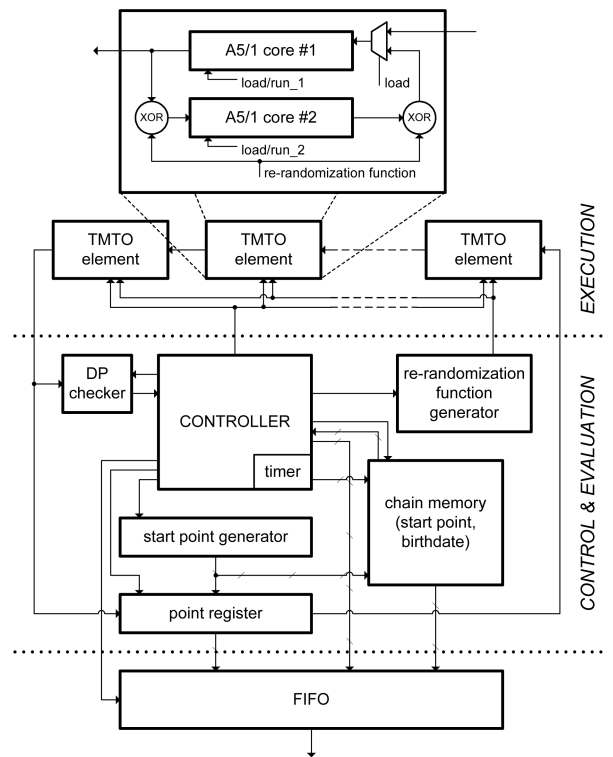 A5/1 core #1
load/run_1
load
XOR
A5/1 core #2
XOR
load/run_2
re-randomization function
TMTO
element
TMTO
element
TMTO
element
EXECUTION
DP
checker
CONTROLLER
timer
re-randomization
function
generator
chain memory
(start point,
birthdate)
start point generator
point register
CONTROL & EVALUATION
FIFO